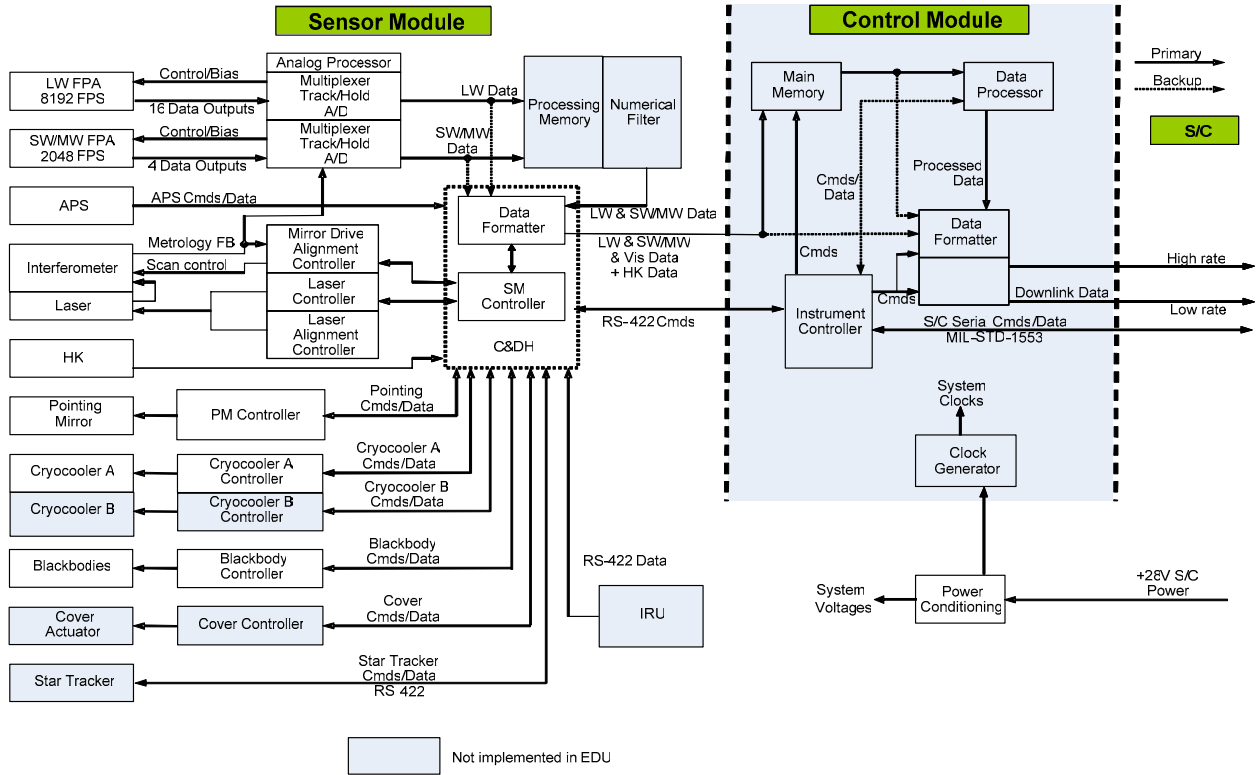 Sensor Module
Control Module
Analog Processor
Multiplexer
Track/Hold
A/D
Multiplexer
Track/Hold
A/D
LW FPA
8192 FPS
Control/Bias
16 Data Outputs
SW/MW FPA
2048 FPS
Control/Bias
4 Data Outputs
LW Data
SW/MW
Data
Processing
Memory
Numerical
Filter
Main
Memory
Data
Processor
Primary
Backup
S/C
APS
APS Cmds/Data
Data
Formatter
LW & SW/MW Data
LW & SW/MW
& Vis Data
+ HK Data
Cmds/
Data
Processed
Data
Data
Formatter
Metrology FB
Interferometer
Scan control
Laser
Mirror Drive
Alignment
Controller
Laser
Controller
Laser
Alignment
Controller
SM
Controller
C&DH
RS-422 Cmds
Cmds
Cmds
Instrument
Controller
High rate
Downlink Data
Low rate
S/C Seria Cmds/Data
MIL-STD-1553
HK
Pointing
Mirror
PM Controller
Pointing
Cmds/Data
System
Clocks
Cryocooler A
Cryocooler A
Controller
Cryocooler A
Cmds/Data
Clock
Generator
Cryocooler B
Cryocooler B
Controller
Cryocooler B
Cmds/Data
Blackbodies
Blackbody
Controller
Blackbody
Cmds/Data
RS-422 Data
IRU
System
Voltages
Power
Conditioning
+28V S/C
Power
Cover
Actuator
Cover Controller
Cover
Cmds/Data
Star Tracker
Star Tracker
Cmds/Data
RS 422
Not implemented in EDU